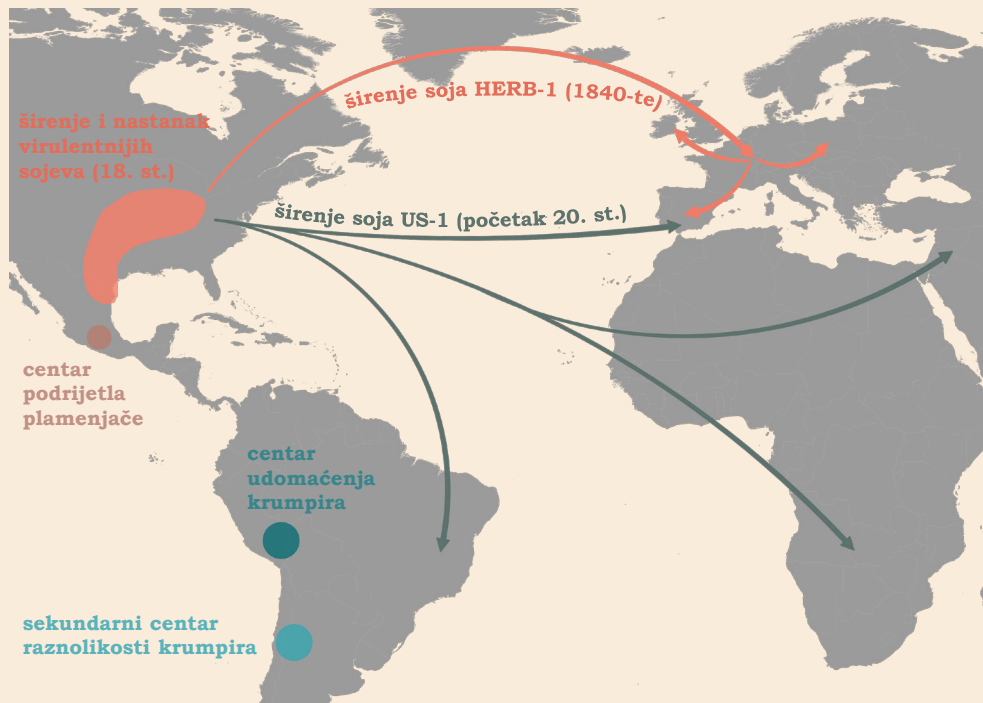 širenje soja HERB-1 (1840-te)
širenje i nastanak
virulentnijih
sojeva (18. st.)
širenje soja US-1 (početak 20. st.)
centar
podrijetla
plamenjače
centar
udomaćenja
krumpira
sekundarni centar
raznolikosti krumpira